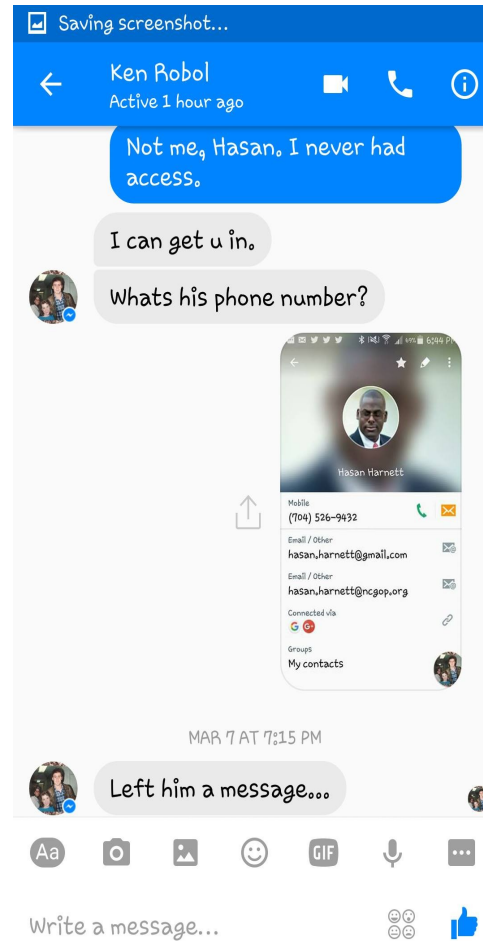 Saving screenshot...
Ken Robol
Active 1 hour ago
Not me, Hasan. I never had
access.
I can get u in.
Whats his phone number?
69% 6:44 P
Hasan Harnett
Mobile
(704) 526-9432
Email / Other
hasan.harnett@gmail.com
Email / Other
hasan.harnett@ncgop.org
Connected via
G G+
Groups
My contacts
MAR 7 AT 7:15 PM
Left him a message...
Aa GIF
Write a message...